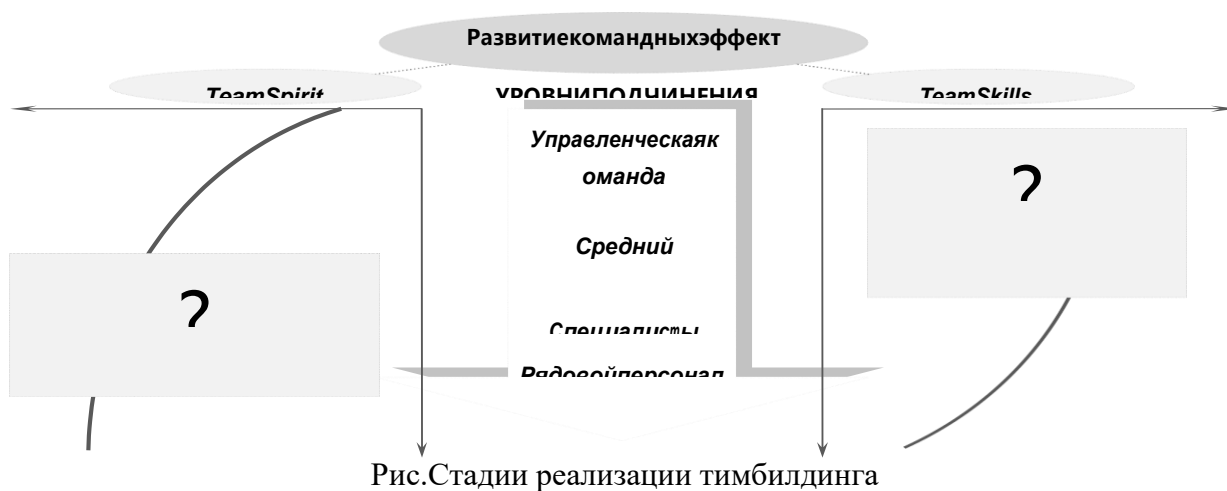 Развитиекомандныхэффект
TeamSpirit
УРОВНИПОДЧИНЕНИЯ
TeamSkills
Управленческаяк
оманда
?
Средний
?
Специалисты
Рядовойперсонал
Рис.Стадии реализации тимбилдинга